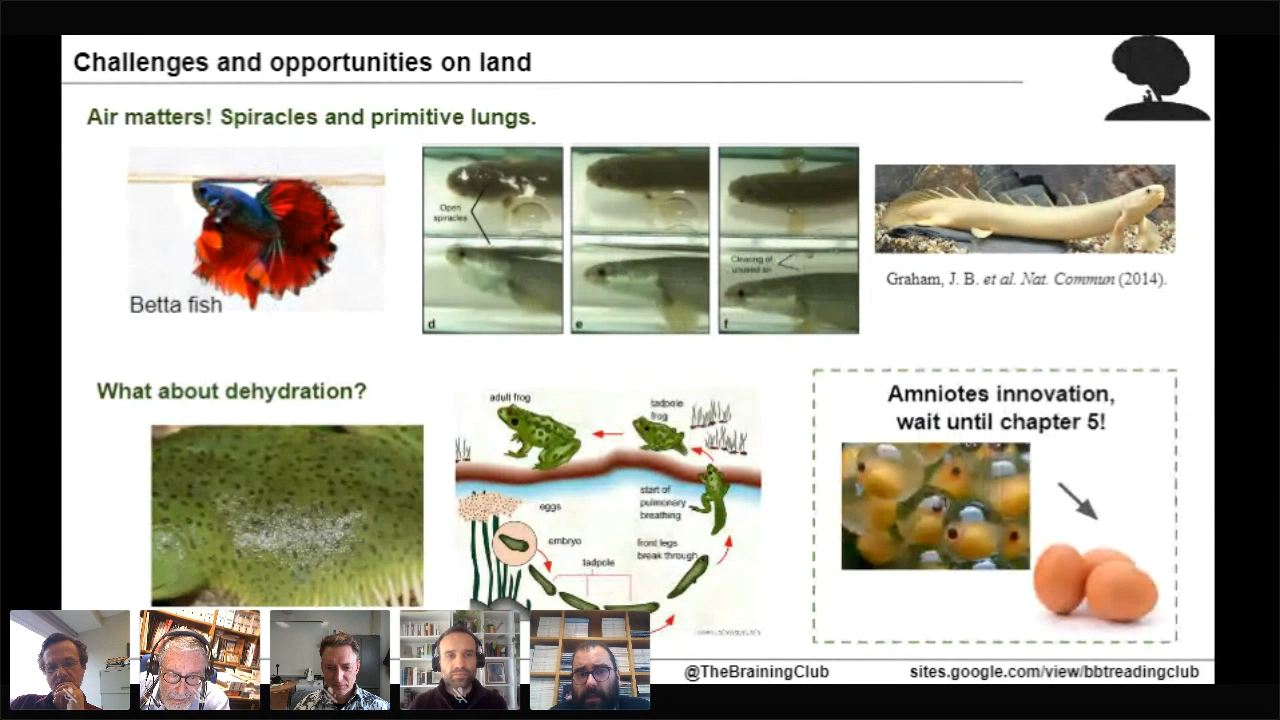 Challenges and opportunities on land
Air matters! Spiracles and primitive lungs.
Betta fish
Open
spiracles
d
e
Clearing of
unused air
f
Graham, J. B. et al. Nat. Commun (2014).
What about dehydration?
adult frog
tadpole
frog
start of
pulmonary
breathing
eggs
embryo
front legs
break through
tadpole
Amniotes innovation,
wait until chapter 5!
@TheBrainingClub
sites.google.com/view/bbtreadingclub